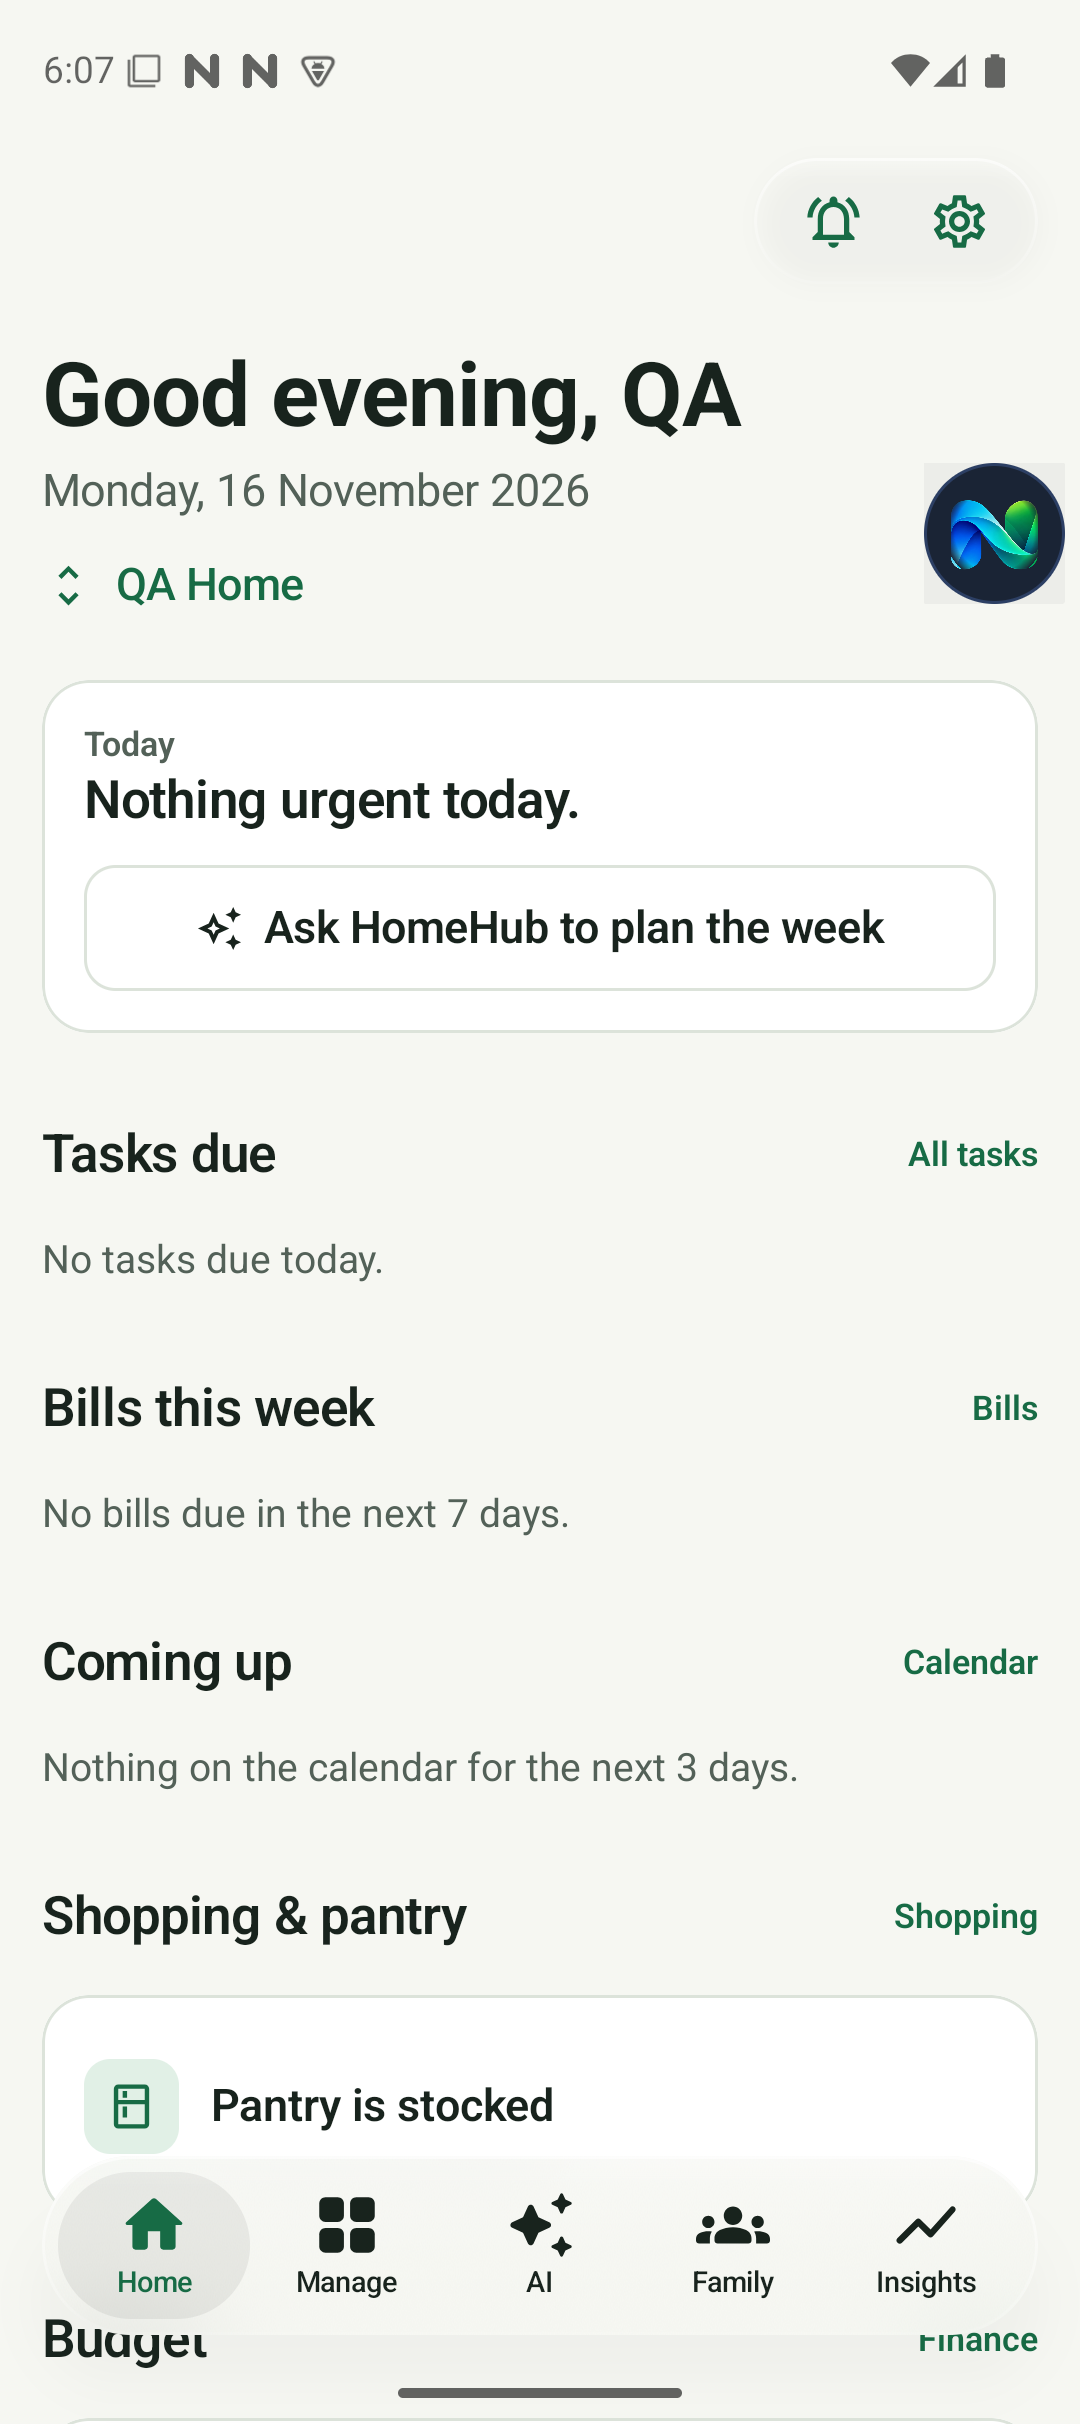 6:07
Good evening, QA
Monday, 16 November 2026
QA Home
Today
Nothing urgent today.
Ask HomeHub to plan the week
Tasks due
All tasks
No tasks due today.
Bills this week
Bills
No bills due in the next 7 days.
Coming up
Calendar
Nothing on the calendar for the next 3 days.
Shopping & pantry
Shopping
Pantry is stocked
Home
Manage
AI
Family
Insights
Budget
Finance